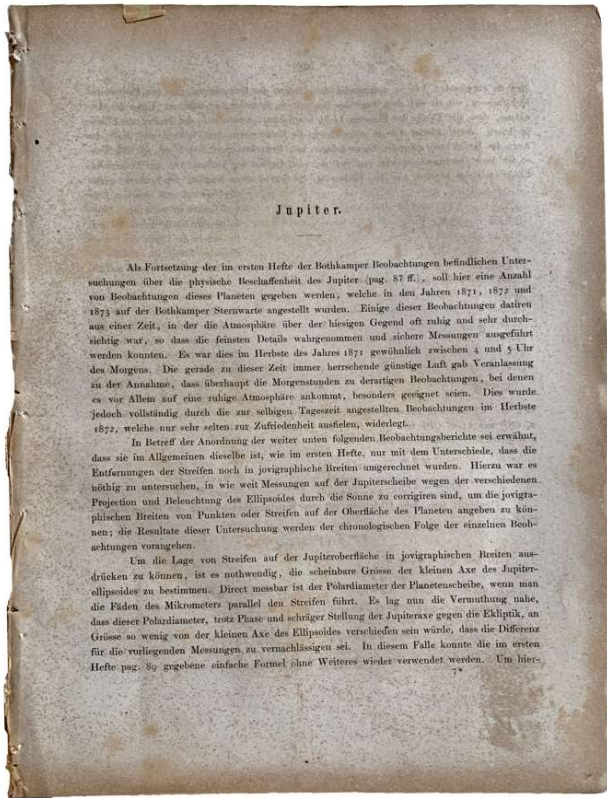 Jupiter.
Als Fortsetzung der im ersten Hefte der Bothkamper Beobachtungen befindlichen Unter-
suchungen über die physische Beschaffenheit des Jupiter (pag. 87 ff.), soll hier eine Anzahl
von Beobachtungen dieses Planeten gegeben werden, welche in den Jahren 1871, 1872 und
1873 auf der Bothkamper Sternwarte angestellt wurden. Einige dieser Beobachtungen datiren
aus einer Zeit, in der die Atmosphäre über der hiesigen Gegend oft ruhig und sehr durch-
sichtig war, so dass die feinsten Details wahrgenommen und sichere Messungen ausgeführt
werden konnten. Es war dies im Herbste des Jahres 1871 gewöhnlich zwischen 4 und 5 Uhr
des Morgens. Die gerade zu dieser Zeit immer herrschende günstige Luft gab Veranlassung
zu der Annahme, dass überhaupt die Morgenstunden zu derartigen Beobachtungen, bei denen
es vor Allem auf eine ruhige Atmosphäre ankommt, besonders geeignet seien. Dies wurde
jedoch vollständig durch die zur selbigen Tageszeit angestellten Beobachtungen im Herbste
1872, welche nur sehr selten zur Zufriedenheit ausfielen, widerlegt.
In Betreff der Anordnung der weiter unten folgenden Beobachtungsberichte sei erwähnt,
dass sie im Allgemeinen dieselbe ist, wie im ersten Hefte, nur mit dem Unterschiede, dass die
Entfernungen der Streifen noch in jovigraphische Breiten umgerechnet wurden. Hierzu war es
nöthig zu untersuchen, in wie weit Messungen auf der Jupiterscheibe wegen der verschiedenen
Projection und Beleuchtung des Ellipsoides durch die Sonne zu corrigiren sind, um die jovigra-
phischen Breiten von Punkten oder Streifen auf der Oberfläche des Planeten angeben zu kön-
nen; die Resultate dieser Untersuchung werden der chronologischen Folge der einzelnen Beob-
achtungen vorangehen.
Um die Lage von Streifen auf der Jupiteroberfläche in jovigraphischen Breiten aus-
drücken zu können, ist es nothwendig, die scheinbare Grösse der kleinen Axe des Jupiter-
ellipsoides zu bestimmen. Direct messbar ist der Polardiameter der Planetenscheibe, wenn man
die Fäden des Mikrometers parallel den Streifen führt. Es lag nun die Vermuthung nahe,
dass dieser Polardiameter, trotz Phase und schräger Stellung der Jupiteraxe gegen die Ekliptik, an
Grösse so wenig von der kleinen Axe des Ellipsoides verschieden sein würde, dass die Differenz
für die vorliegenden Messungen zu vernachlässigen sei. In diesem Falle konnte die im ersten
Hefte pag. 89 gegebene einfache Formel ohne Weiteres wieder verwendet werden. Um hier-